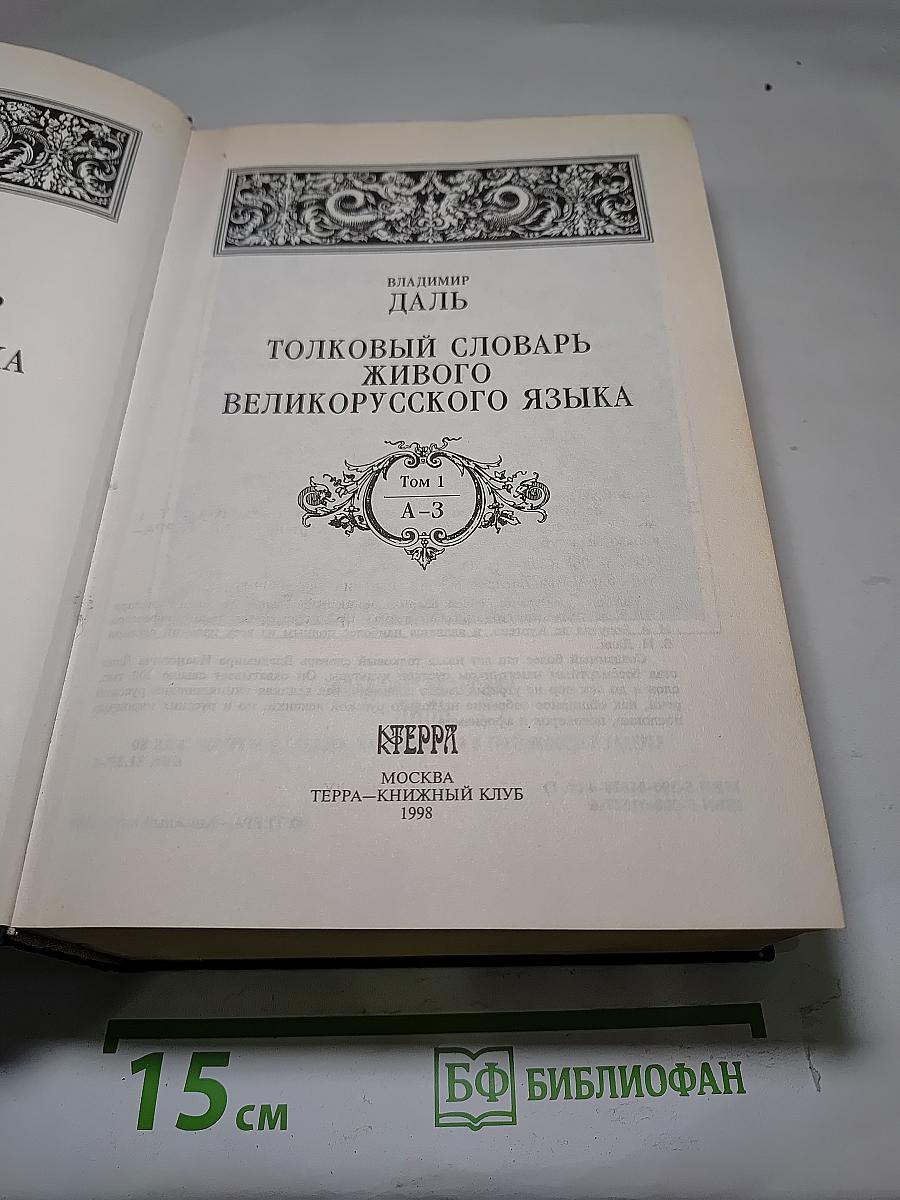 КА
ВЛАДИМИР
ДАЛЬ
ТОЛКОВЫЙ СЛОВАРЬ
ЖИВОГО
ВЕЛИКОРУССКОГО ЯЗЫКА
Том 1
А–З
ТЕРРА
МОСКВА
ТЕРРА—КНИЖНЫЙ КЛУБ
1998
15 см
БФ БИБЛИОФАН